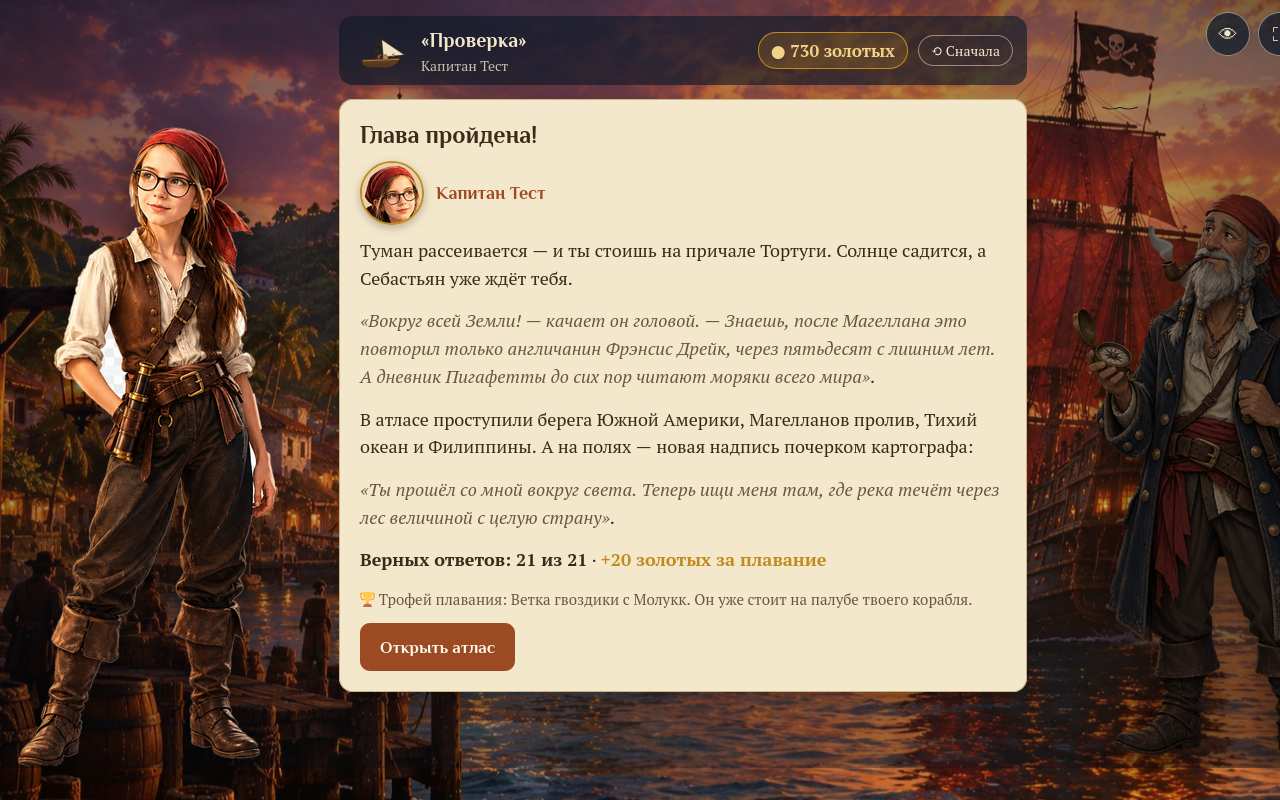 «Проверка»
Капитан Тест
730 золотых
⟲ Сначала
Глава пройдена!
Капитан Тест
Туман рассеивается — и ты стоишь на причале Тортуги. Солнце садится, а
Себастьян уже ждёт тебя.
«Вокруг всей Земли! — качает он головой. — Знаешь, после Магеллана это
повторил только англичанин Фрэнсис Дрейк, через пятьдесят с лишним лет.
А дневник Пигафетты до сих пор читают моряки всего мира».
В атласе проступили берега Южной Америки, Магелланов пролив, Тихий
океан и Филиппины. А на полях — новая надпись почерком картографа:
«Ты прошёл со мной вокруг света. Теперь ищи меня там, где река течёт через
лес величиной с целую страну».
Верных ответов: 21 из 21 · +20 золотых за плавание
🏆 Трофей плавания: Ветка гвоздики с Молукк. Он уже стоит на палубе твоего корабля.
Открыть атлас